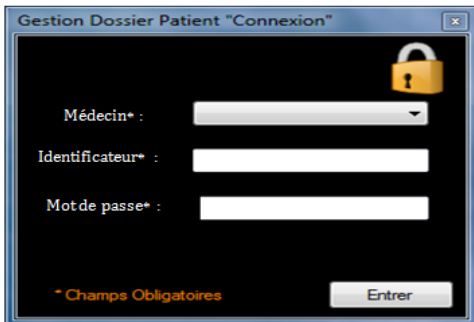 Gestion Dossier Patient "Connexion"
Médecin* :
Identificateur* :
Mot de passe* :
* Champs Obligatoires
Entrer